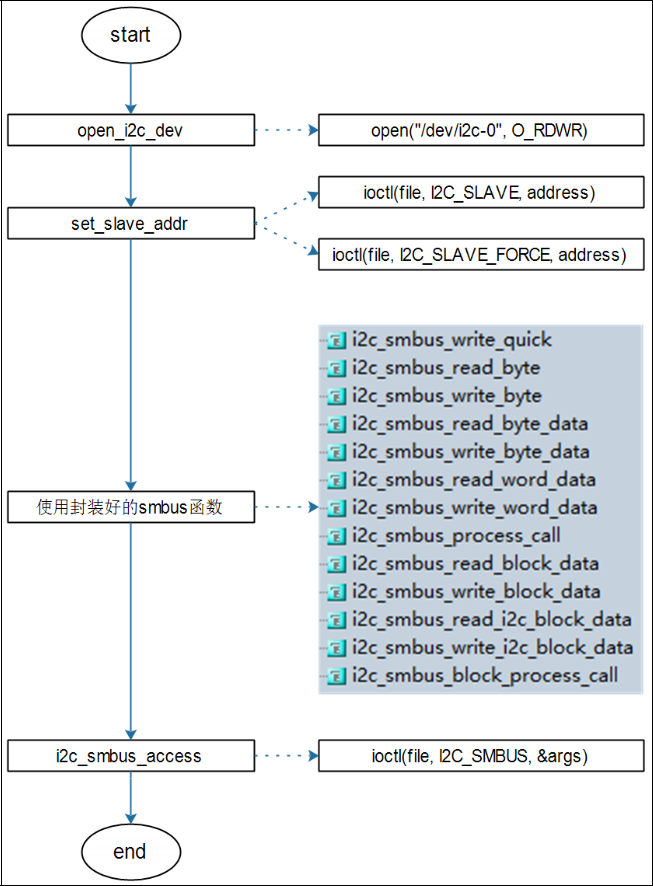 start
open_i2c_dev
open("/dev/i2c-0", O_RDWR)
ioctl(file, I2C_SLAVE, address)
set_slave_addr
ioctl(file, I2C_SLAVE_FORCE, address)
i2c_smbus_write_quick
i2c_smbus_read_byte
i2c_smbus_write_byte
i2c_smbus_read_byte_data
i2c_smbus_write_byte_data
i2c_smbus_read_word_data
使用封装好的smbus函数
i2c_smbus_write_word_data
i2c_smbus_process_call
i2c_smbus_read_block_data
i2c_smbus_write_block_data
i2c_smbus_read_i2c_block_data
i2c_smbus_write_i2c_block_data
i2c_smbus_block_process_call
i2c_smbus_access
ioctl(file, I2C_SMBUS, &args)
end